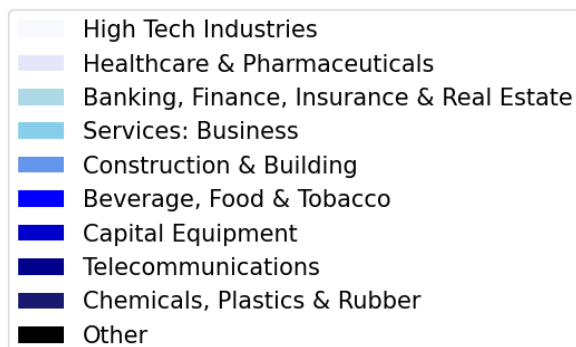 High Tech Industries
Healthcare & Pharmaceuticals
Banking, Finance, Insurance & Real Estate
Services: Business
Construction & Building
Beverage, Food & Tobacco
Capital Equipment
Telecommunications
Chemicals, Plastics & Rubber
Other